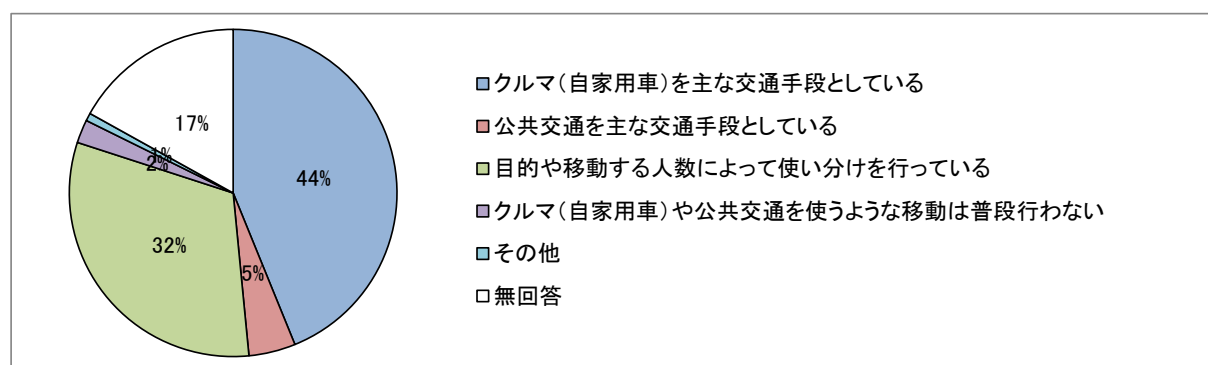 17%
1%
2%
44%
32%
5%
クルマ(自家用車)を主な交通手段としている
公共交通を主な交通手段としている
目的や移動する人数によって使い分けを行っている
クルマ(自家用車)や公共交通を使うような移動は普段行わない
その他
無回答